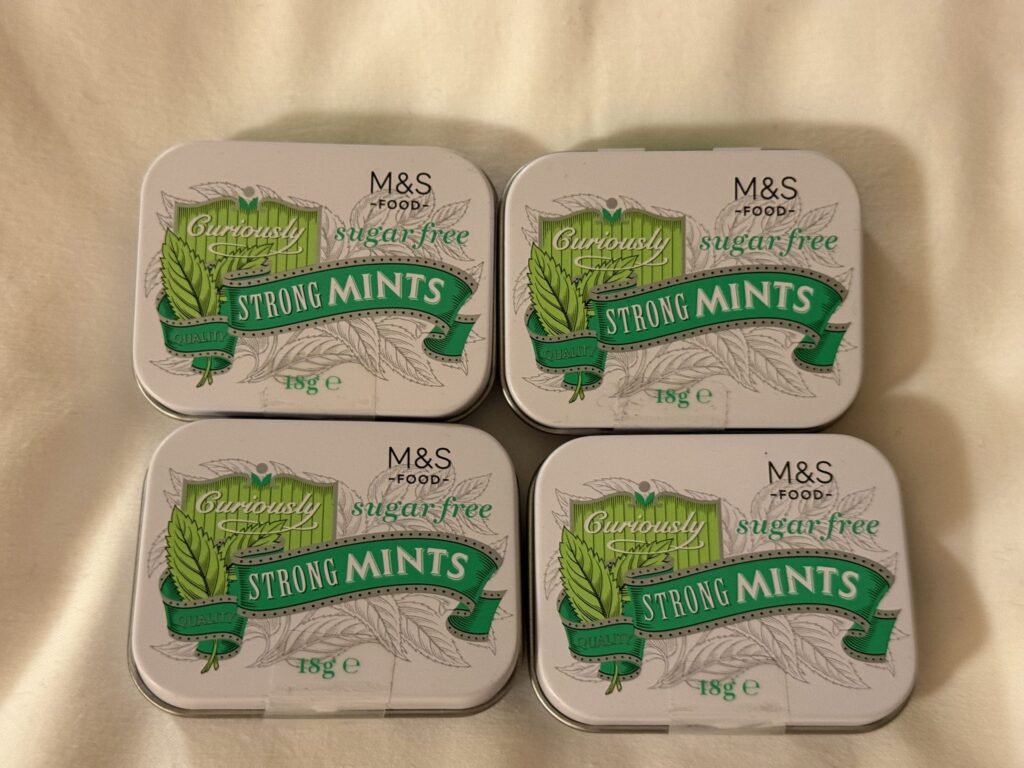 M&S
-FOOD-
Curiously
sugar free
STRONG MINTS
QUALITY
18g ℮
M&S
-FOOD-
Curiously
sugar free
STRONG MINTS
QUALITY
18g ℮
M&S
-FOOD-
Curiously
sugar free
STRONG MINTS
QUALITY
18g ℮
M&S
-FOOD-
Curiously
sugar free
STRONG MINTS
QUALITY
18g ℮